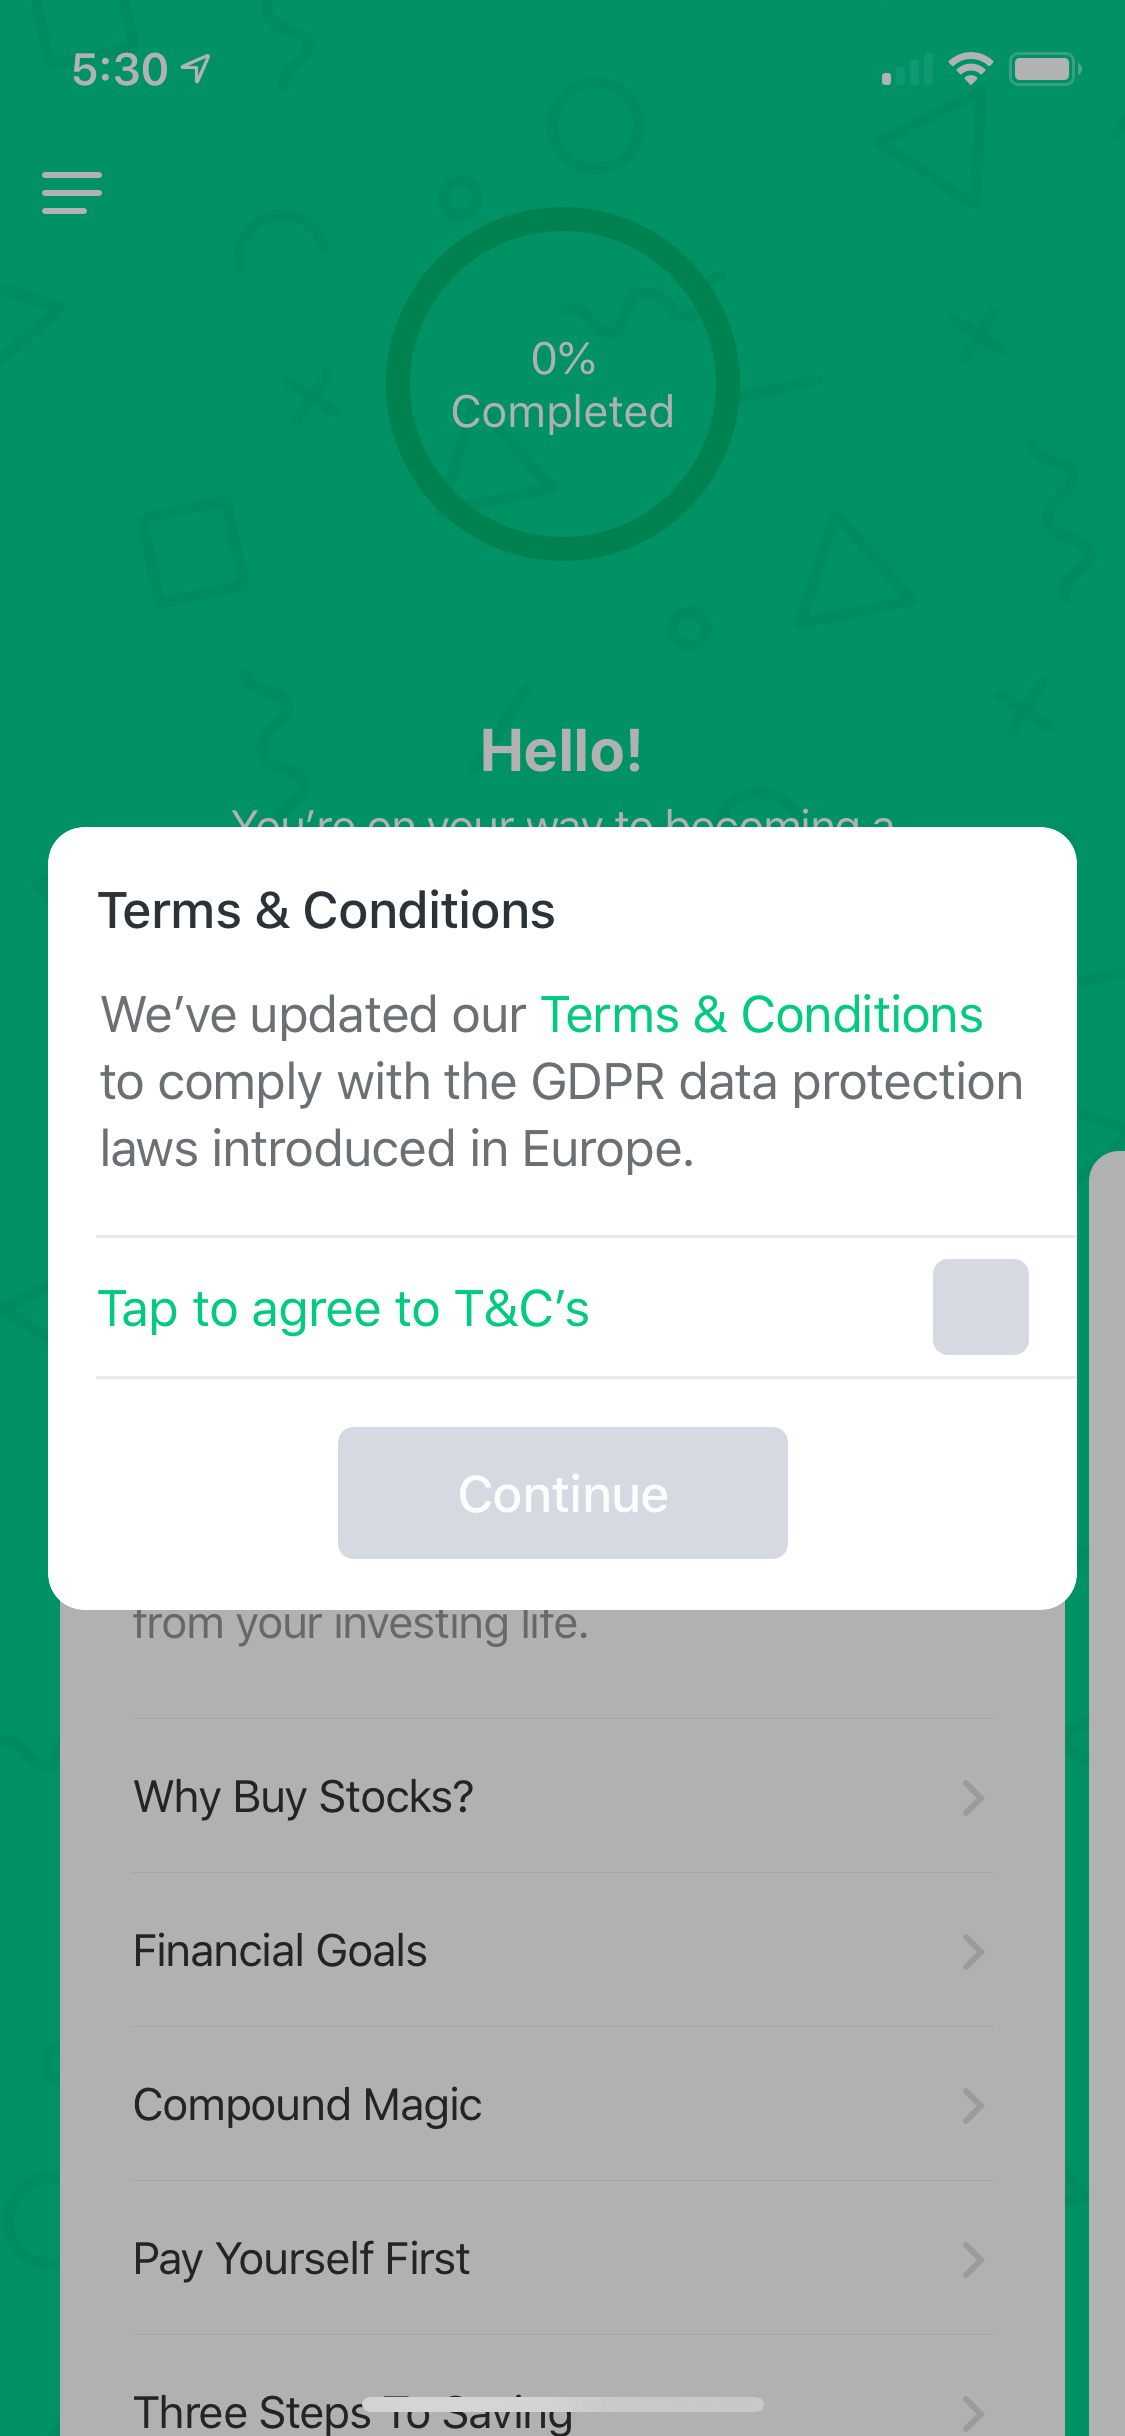 5:30
0%
Completed
Hello!
You’re on your way to becoming a
Terms & Conditions
We’ve updated our Terms & Conditions
to comply with the GDPR data protection
laws introduced in Europe.
Tap to agree to T&C’s
Continue
from your investing life.
Why Buy Stocks?
Financial Goals
Compound Magic
Pay Yourself First
Three Steps To Saving